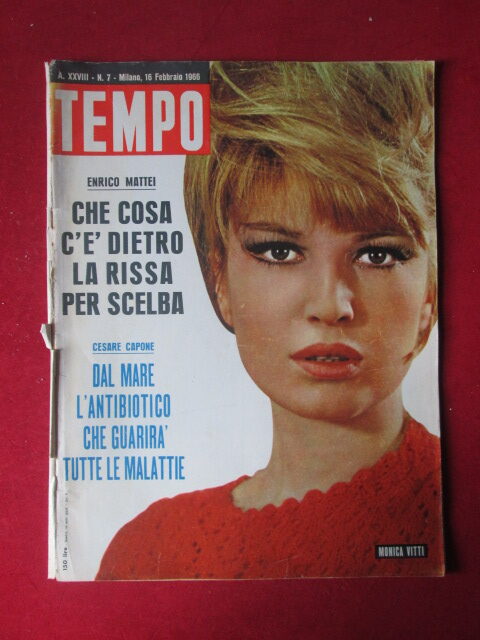 A. XXVIII - N. 7 - Milano, 16 Febbraio 1966
TEMPO
ENRICO MATTEI
CHE COSA
C'E' DIETRO
LA RISSA
PER SCELBA
CESARE CAPONE
DAL MARE
L'ANTIBIOTICO
CHE GUARIRA'
TUTTE LE MALATTIE
150 lire
MONICA VITTI